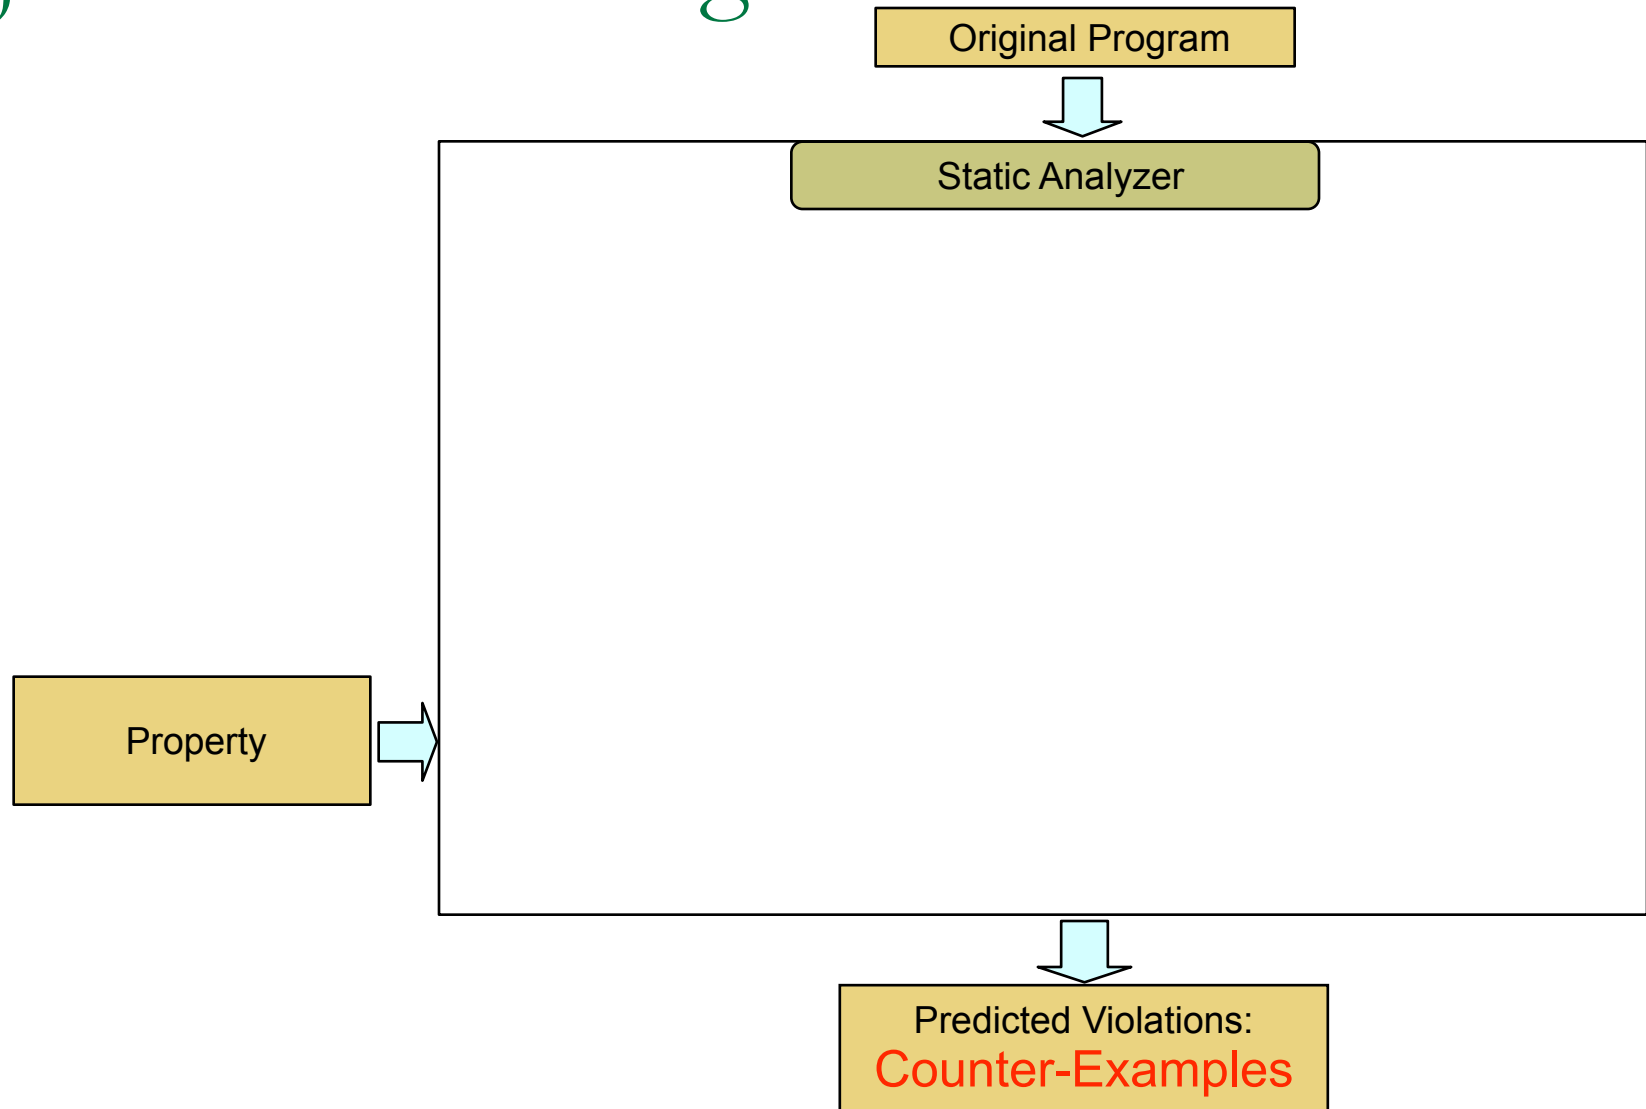 Original Program
Static Analyzer
Property
Predicted Violations:
Counter-Examples